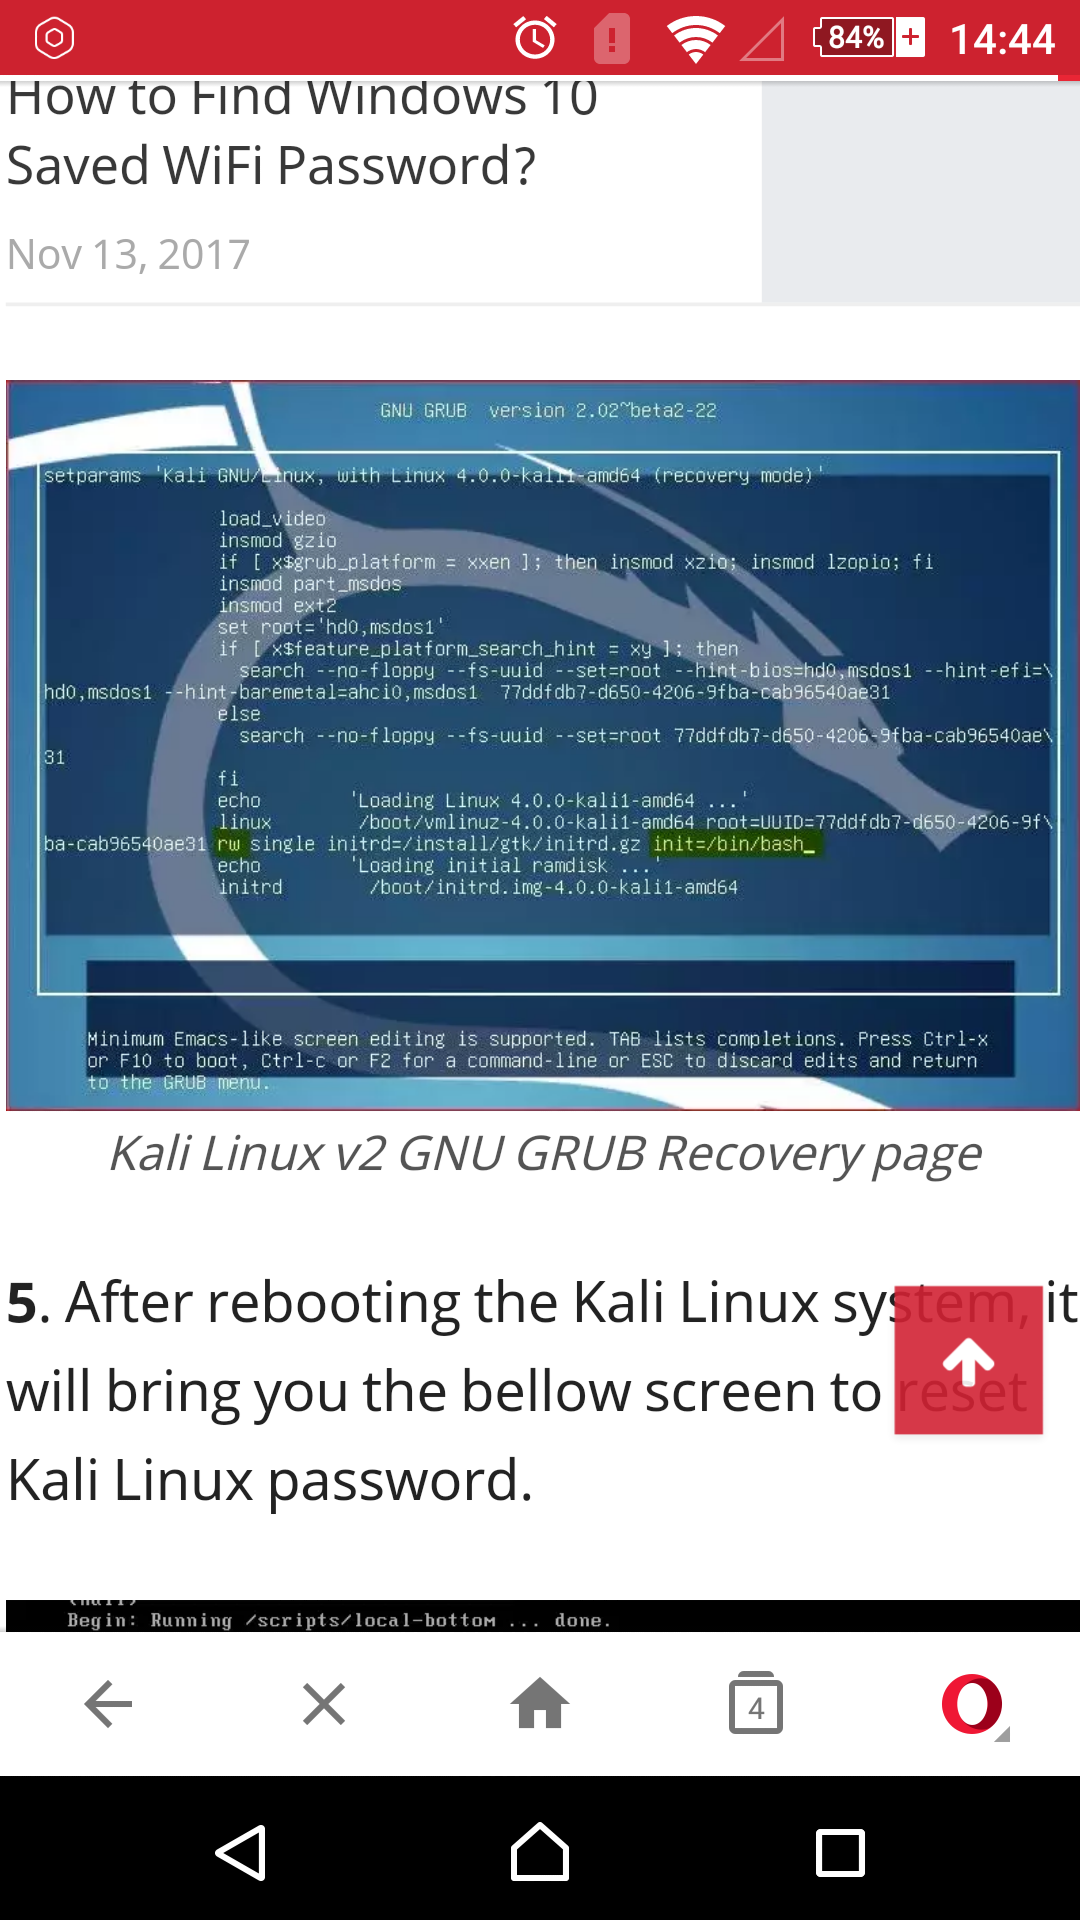 84%
14:44
How to Find Windows 10
Saved WiFi Password?
Nov 13, 2017
GNU GRUB  version 2.02~beta2-22
setparams 'Kali GNU/Linux, with Linux 4.0.0-kali1-amd64 (recovery mode)'
load_video
insmod gzio
if [ x$grub_platform = xxen ]; then insmod xzio; insmod lzopio; fi
insmod part_msdos
insmod ext2
set root='hd0,msdos1'
if [ x$feature_platform_search_hint = xy ]; then
search --no-floppy --fs-uuid --set=root --hint-bios=hd0,msdos1 --hint-efi=\
hd0,msdos1 --hint-baremetal=ahci0,msdos1  77ddfdb7-d650-4206-9fba-cab96540ae31
else
search --no-floppy --fs-uuid --set=root 77ddfdb7-d650-4206-9fba-cab96540ae\
31
fi
echo 'Loading Linux 4.0.0-kali1-amd64 ...'
linux /boot/vmlinuz-4.0.0-kali1-amd64 root=UUID=77ddfdb7-d650-4206-9f\
ba-cab96540ae31 rw single initrd=/install/gtk/initrd.gz init=/bin/bash_
echo 'Loading initial ramdisk ...'
initrd /boot/initrd.img-4.0.0-kali1-amd64
Minimum Emacs-like screen editing is supported. TAB lists completions. Press Ctrl-x
or F10 to boot, Ctrl-c or F2 for a command-line or ESC to discard edits and return
to the GRUB menu.
Kali Linux v2 GNU GRUB Recovery page
5. After rebooting the Kali Linux system, it
will bring you the bellow screen to reset
Kali Linux password.
Begin: Running /scripts/local-bottom ... done.
4